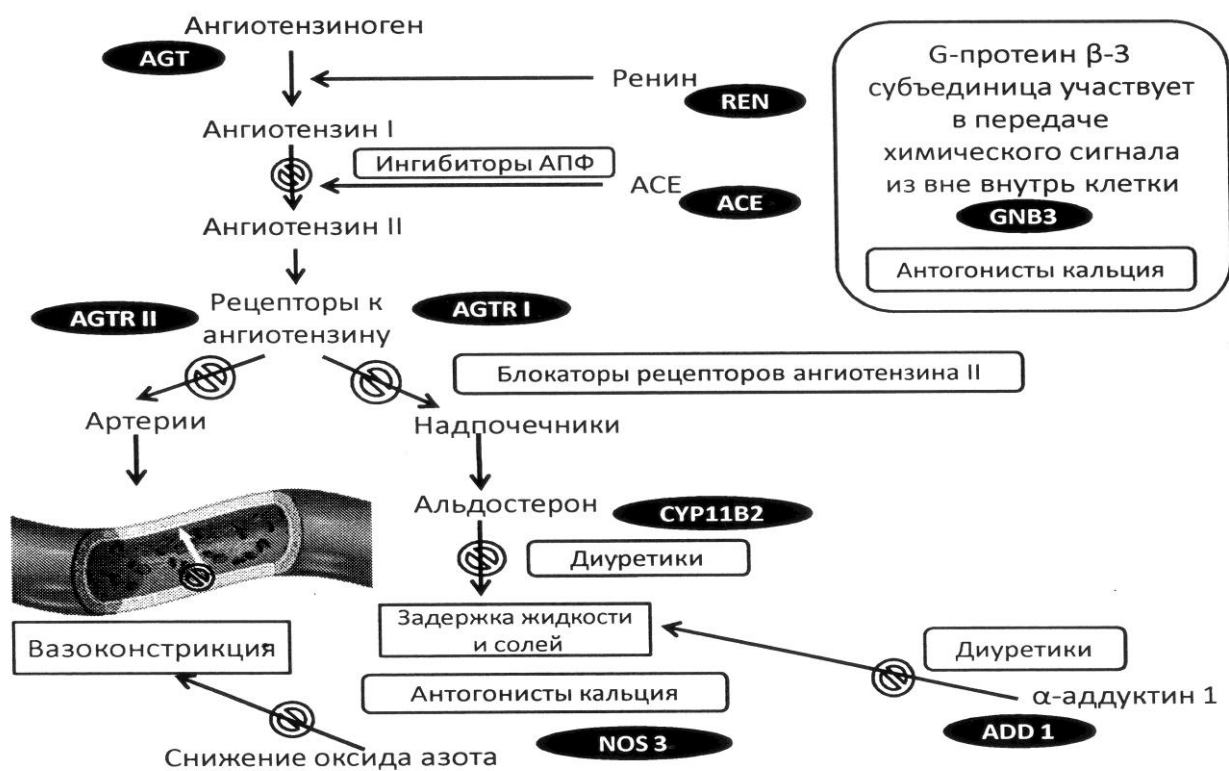 Ангиотензиноген
AGT
Ренин
REN
Ангиотензин I
Ингибиторы АПФ
ACE
ACE
Ангиотензин II
Рецепторы к
ангиотензину
AGTR II
AGTR I
Блокаторы рецепторов ангиотензина II
Артерии
Надпочечники
Альдостерон
CYP11B2
Диуретики
Задержка жидкости
и солей
Вазоконстрикция
Антогонисты кальция
Снижение оксида азота
NOS 3
Диуретики
α-аддуктин 1
ADD 1
G-протеин β-3
субъединица участвует
в передаче
химического сигнала
из вне внутрь клетки
GNB3
Антогонисты кальция